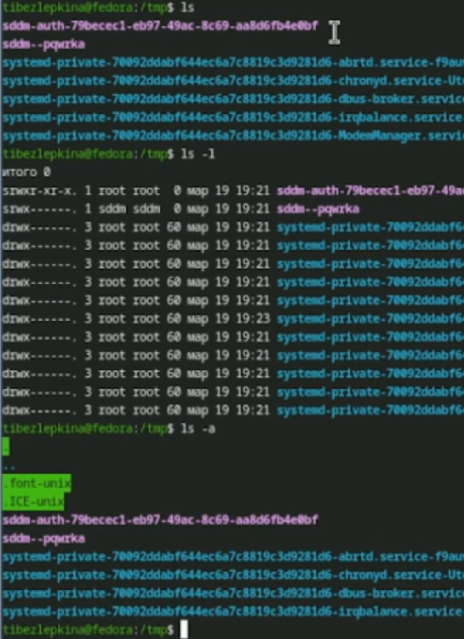 tibezlepkina@fedora:/tmp$ ls
sddm-auth-79becec1-eb97-49ac-8c69-aa8d6fb4e0bf
sddm--pqwrka
systemd-private-70092ddabf644ec6a7c8819c3d9281d6-abrtd.service-f9au
systemd-private-70092ddabf644ec6a7c8819c3d9281d6-chronyd.service-Ut
systemd-private-70092ddabf644ec6a7c8819c3d9281d6-dbus-broker.servic
systemd-private-70092ddabf644ec6a7c8819c3d9281d6-irqbalance.service
systemd-private-70092ddabf644ec6a7c8819c3d9281d6-ModemManager.servi
tibezlepkina@fedora:/tmp$ ls -l
итого 0
srwxr-xr-x. 1 root root  0 мар 19 19:21 sddm-auth-79becec1-eb97-49a
srwx------. 1 sddm sddm  0 мар 19 19:21 sddm--pqwrka
drwx------. 3 root root 60 мар 19 19:21 systemd-private-70092ddabf6
drwx------. 3 root root 60 мар 19 19:21 systemd-private-70092ddabf6
drwx------. 3 root root 60 мар 19 19:21 systemd-private-70092ddabf6
drwx------. 3 root root 60 мар 19 19:21 systemd-private-70092ddabf6
drwx------. 3 root root 60 мар 19 19:21 systemd-private-70092ddabf6
drwx------. 3 root root 60 мар 19 19:23 systemd-private-70092ddabf6
drwx------. 3 root root 60 мар 19 19:21 systemd-private-70092ddabf6
drwx------. 3 root root 60 мар 19 19:21 systemd-private-70092ddabf6
drwx------. 3 root root 60 мар 19 19:21 systemd-private-70092ddabf6
drwx------. 3 root root 60 мар 19 19:21 systemd-private-70092ddabf6
drwx------. 3 root root 60 мар 19 19:21 systemd-private-70092ddabf6
tibezlepkina@fedora:/tmp$ ls -a
.
..
.font-unix
.ICE-unix
sddm-auth-79becec1-eb97-49ac-8c69-aa8d6fb4e0bf
sddm--pqwrka
systemd-private-70092ddabf644ec6a7c8819c3d9281d6-abrtd.service-f9au
systemd-private-70092ddabf644ec6a7c8819c3d9281d6-chronyd.service-Ut
systemd-private-70092ddabf644ec6a7c8819c3d9281d6-dbus-broker.servic
systemd-private-70092ddabf644ec6a7c8819c3d9281d6-irqbalance.service
tibezlepkina@fedora:/tmp$